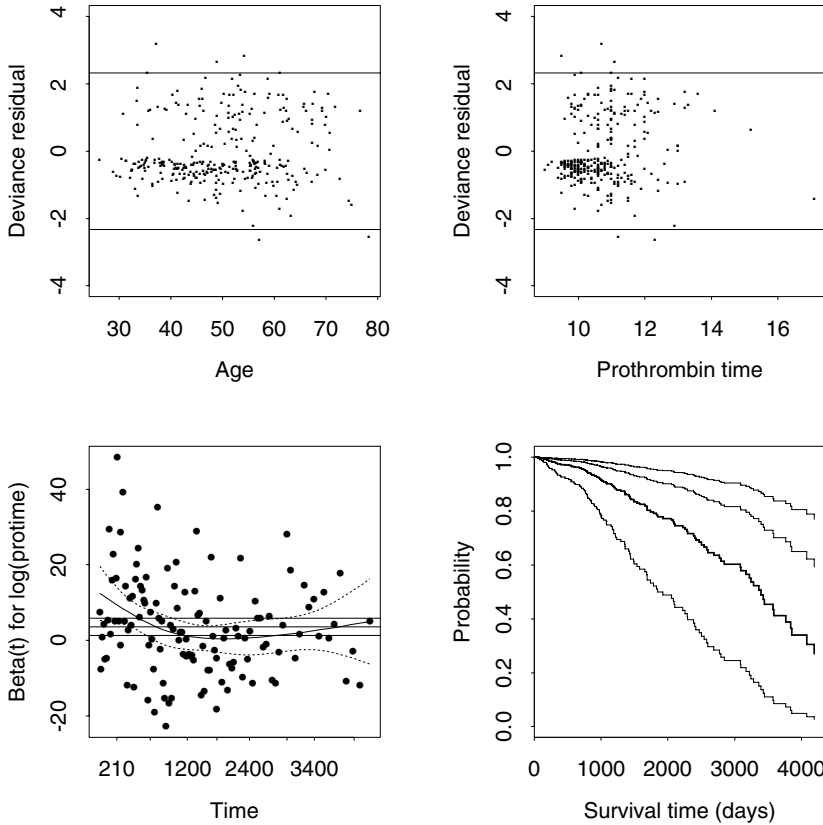 4
2
0
-2
-4
Deviance residual
30 40 50 60 70 80
Age
4
2
0
-2
-4
Deviance residual
10 12 14 16
Prothrombin time
40
20
0
-20
Beta(t) for log(protime)
210 1200 2400 3400
Time
1.0
0.8
0.6
0.4
0.2
0.0
Probability
0 1000 2000 3000 4000
Survival time (days)